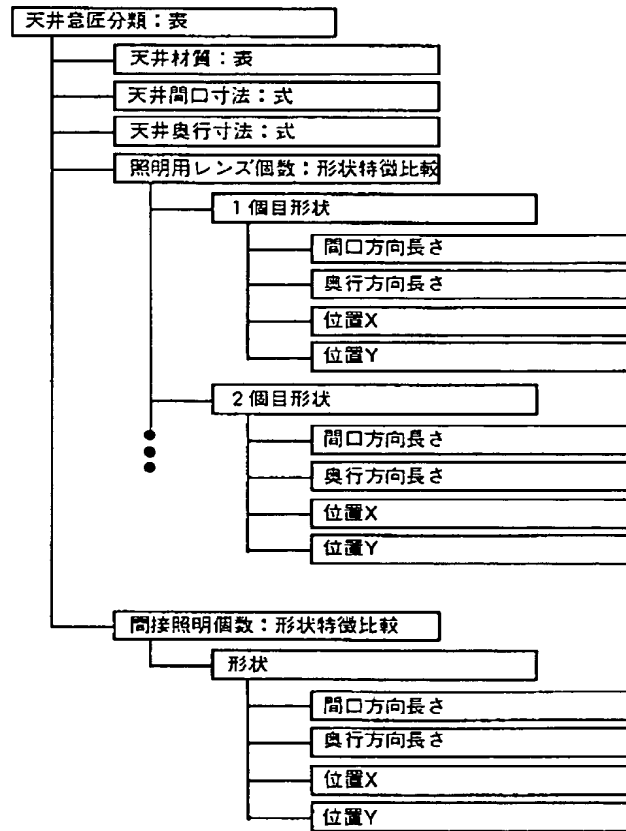 天井意匠分類：表
天井材質：表
天井間口寸法：式
天井奥行寸法：式
照明用レンズ個数：形状特徴比較
1個目形状
間口方向長さ
奥行方向長さ
位置X
位置Y
2個目形状
間口方向長さ
奥行方向長さ
位置X
位置Y
間接照明個数：形状特徴比較
形状
間口方向長さ
奥行方向長さ
位置X
位置Y